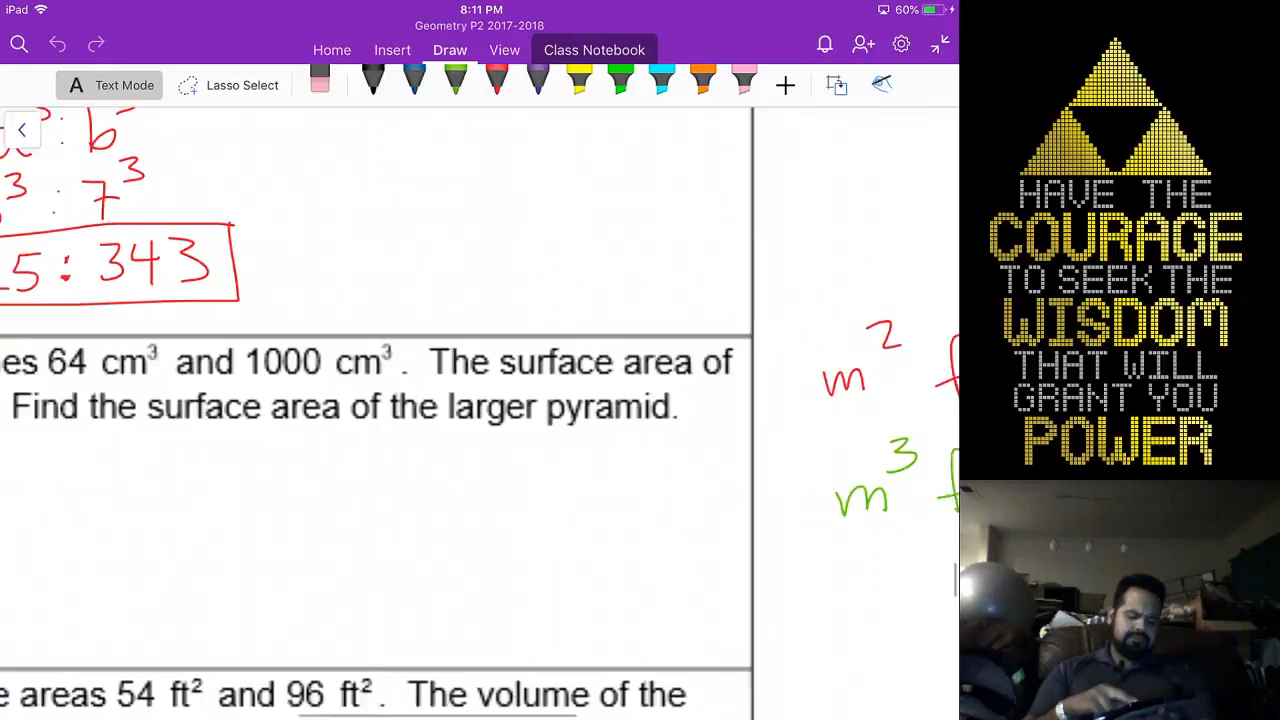 iPad
8:11 PM
60%
Geometry P2 2017-2018
Home Insert Draw View Class Notebook
A Text Mode Lasso Select
: b
3 : 7³
5 : 343
es 64 cm³ and 1000 cm³. The surface area of
Find the surface area of the larger pyramid.
m² f
m³ f
e areas 54 ft² and 96 ft². The volume of the
HAVE THE
COURAGE
TO SEEK THE
WISDOM
THAT WILL
GRANT YOU
POWER